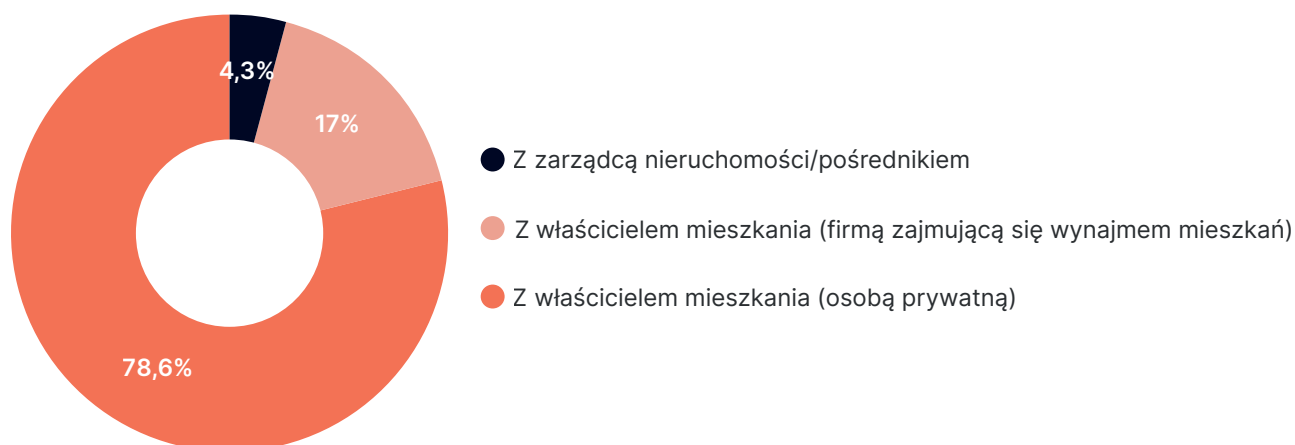 4,3%
17%
78,6%
Z zarządcą nieruchomości/pośrednikiem
Z właścicielem mieszkania (firmą zajmującą się wynajmem mieszkań)
Z właścicielem mieszkania (osobą prywatną)